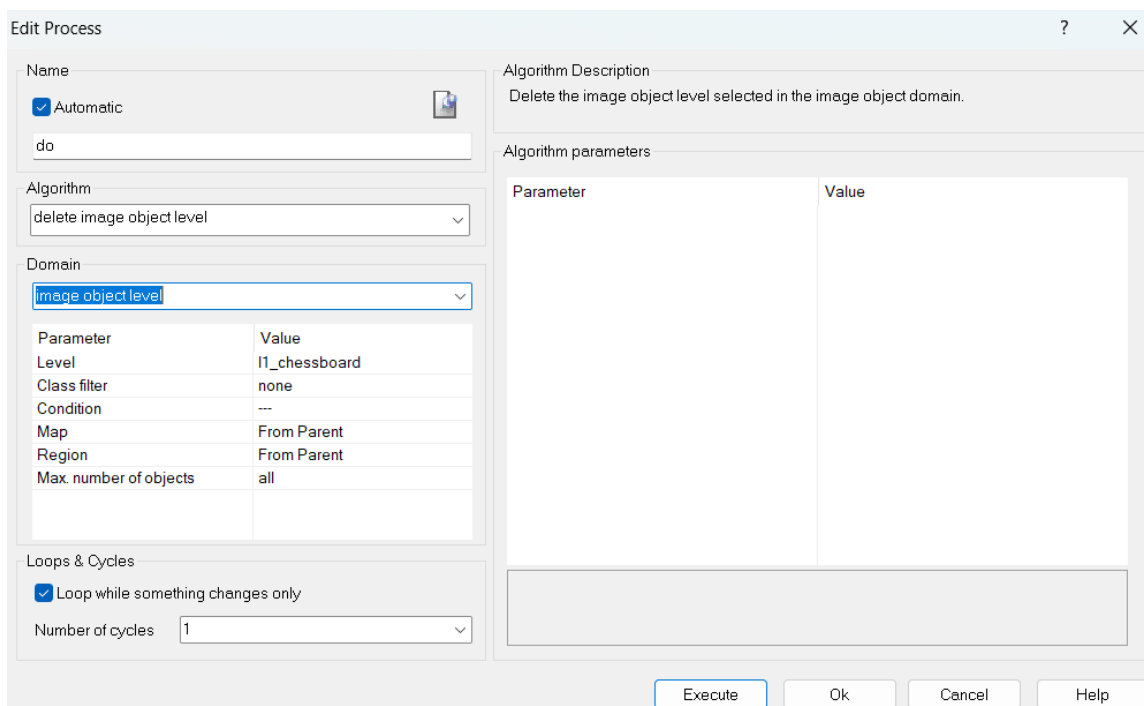 Edit Process
?
Name
Automatic
do
Algorithm
delete image object level
Domain
image object level
Parameter Value
Level l1_chessboard
Class filter none
Condition ---
Map From Parent
Region From Parent
Max. number of objects all
Loops & Cycles
Loop while something changes only
Number of cycles 1
Algorithm Description
Delete the image object level selected in the image object domain.
Algorithm parameters
Parameter Value
Execute Ok Cancel Help